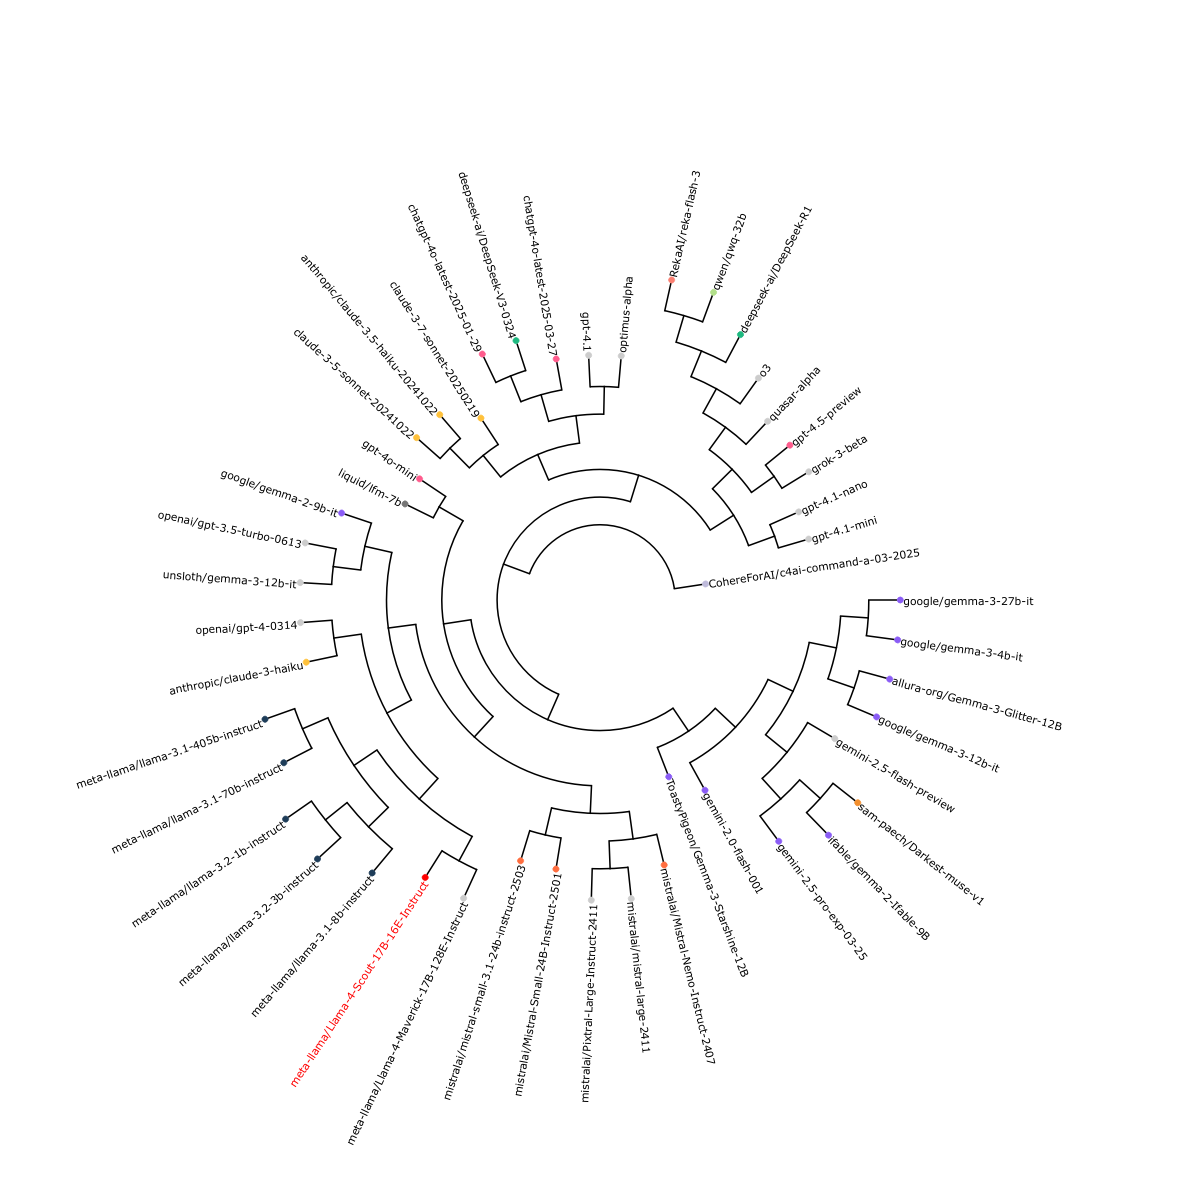 RekaAI/reka-flash-3
qwen/qwq-32b
deepseek-ai/DeepSeek-R1
o3
quasar-alpha
gpt-4.5-preview
grok-3-beta
gpt-4.1-nano
gpt-4.1-mini
CohereForAI/c4ai-command-a-03-2025
google/gemma-3-27b-it
google/gemma-3-4b-it
allura-org/Gemma-3-Glitter-12B
google/gemma-3-12b-it
gemini-2.5-flash-preview
sam-paech/Darkest-muse-v1
ifable/gemma-2-Ifable-9B
gemini-2.5-pro-exp-03-25
gemini-2.0-flash-001
ToastyPigeon/Gemma-3-Starshine-12B
mistralai/Mistral-Nemo-Instruct-2407
mistralai/mistral-large-2411
mistralai/Pixtral-Large-Instruct-2411
mistralai/Mistral-Small-24B-Instruct-2501
mistralai/mistral-small-3.1-24b-instruct-2503
meta-llama/Llama-4-Maverick-17B-128E-Instruct
meta-llama/Llama-4-Scout-17B-16E-Instruct
meta-llama/llama-3.1-8b-instruct
meta-llama/llama-3.2-3b-instruct
meta-llama/llama-3.2-1b-instruct
meta-llama/llama-3.1-70b-instruct
meta-llama/llama-3.1-405b-instruct
anthropic/claude-3-haiku
openai/gpt-4-0314
unsloth/gemma-3-12b-it
openai/gpt-3.5-turbo-0613
google/gemma-2-9b-it
liquid/lfm-7b
gpt-4o-mini
claude-3-5-sonnet-20241022
anthropic/claude-3.5-haiku-20241022
claude-3-7-sonnet-20250219
chatgpt-4o-latest-2025-01-29
deepseek-ai/DeepSeek-V3-0324
chatgpt-4o-latest-2025-03-27
gpt-4.1
optimus-alpha